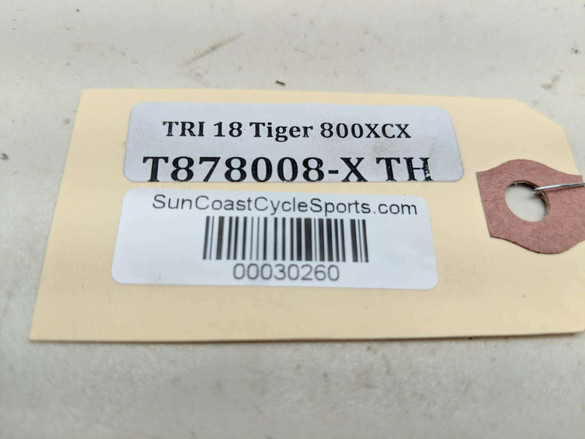 TRI 18 Tiger 800XCX
T878008-X TH
SunCoastCycleSports.com
00030260